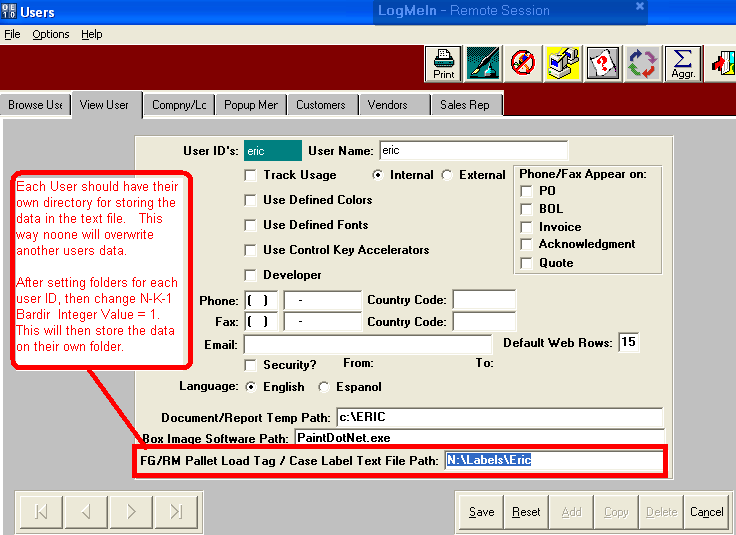 Users
LogMeIn - Remote Session
File Options Help
Print
Aggr.
Browse Use
View User
Compny/Lc
Popup Mer
Customers
Vendors
Sales Rep
User ID's: eric User Name: eric
Track Usage Internal External
Use Defined Colors
Use Defined Fonts
Use Control Key Accelerators
Developer
Phone/Fax Appear on:
PO
BOL
Invoice
Acknowledgment
Quote
Each User should have their
own directory for storing the
data in the text file. This
way noone will overwrite
another users data.
After setting folders for each
user ID, then change N-K-1
Bardir Integer Value = 1.
This will then store the data
on their own folder.
Phone: ( ) - Country Code:
Fax: ( ) - Country Code:
Email: Default Web Rows: 15
Security? From: To:
Language: English Espanol
Document/Report Temp Path: c:\ERIC
Box Image Software Path: PaintDotNet.exe
FG/RM Pallet Load Tag / Case Label Text File Path: N:\Labels\Eric
Save Reset Add Copy Delete Cancel